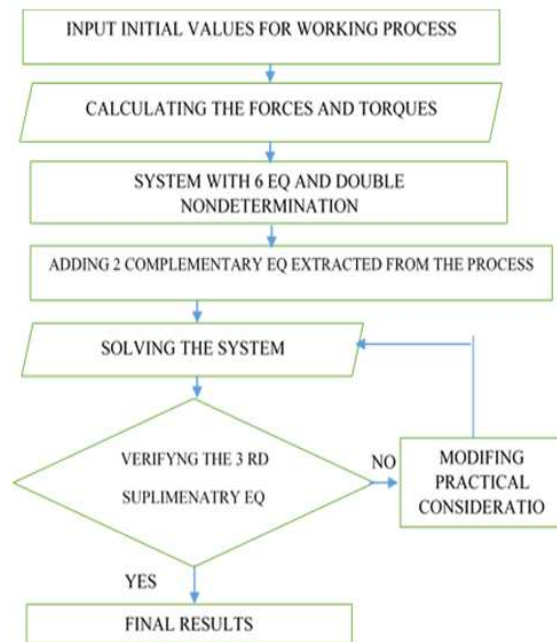 INPUT INITIAL VALUES FOR WORKING PROCESS
CALCULATING THE FORCES AND TORQUES
SYSTEM WITH 6 EQ AND DOUBLE
NONDETERMINATION
ADDING 2 COMPLEMENTARY EQ EXTRACTED FROM THE PROCESS
SOLVING THE SYSTEM
VERIFYNG THE 3 RD
SUPLIMENATRY EQ
NO
MODIFING
PRACTICAL
CONSIDERATIO
YES
FINAL RESULTS